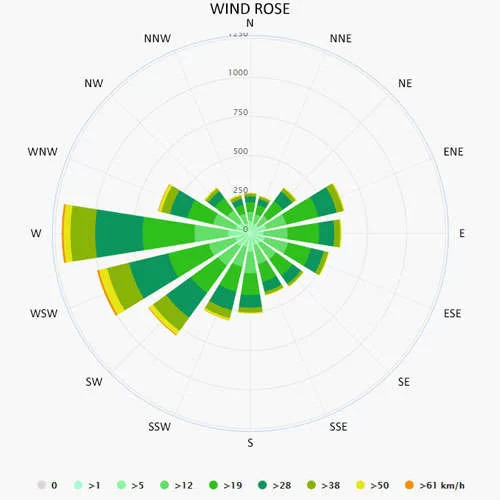 WIND ROSE
N
NNW
NNE
1250
NW
NE
1000
750
WNW
ENE
500
250
W
0
E
WSW
ESE
SW
SE
SSW
SSE
S
0 >1 >5 >12 >19 >28 >38 >50 >61 km/h